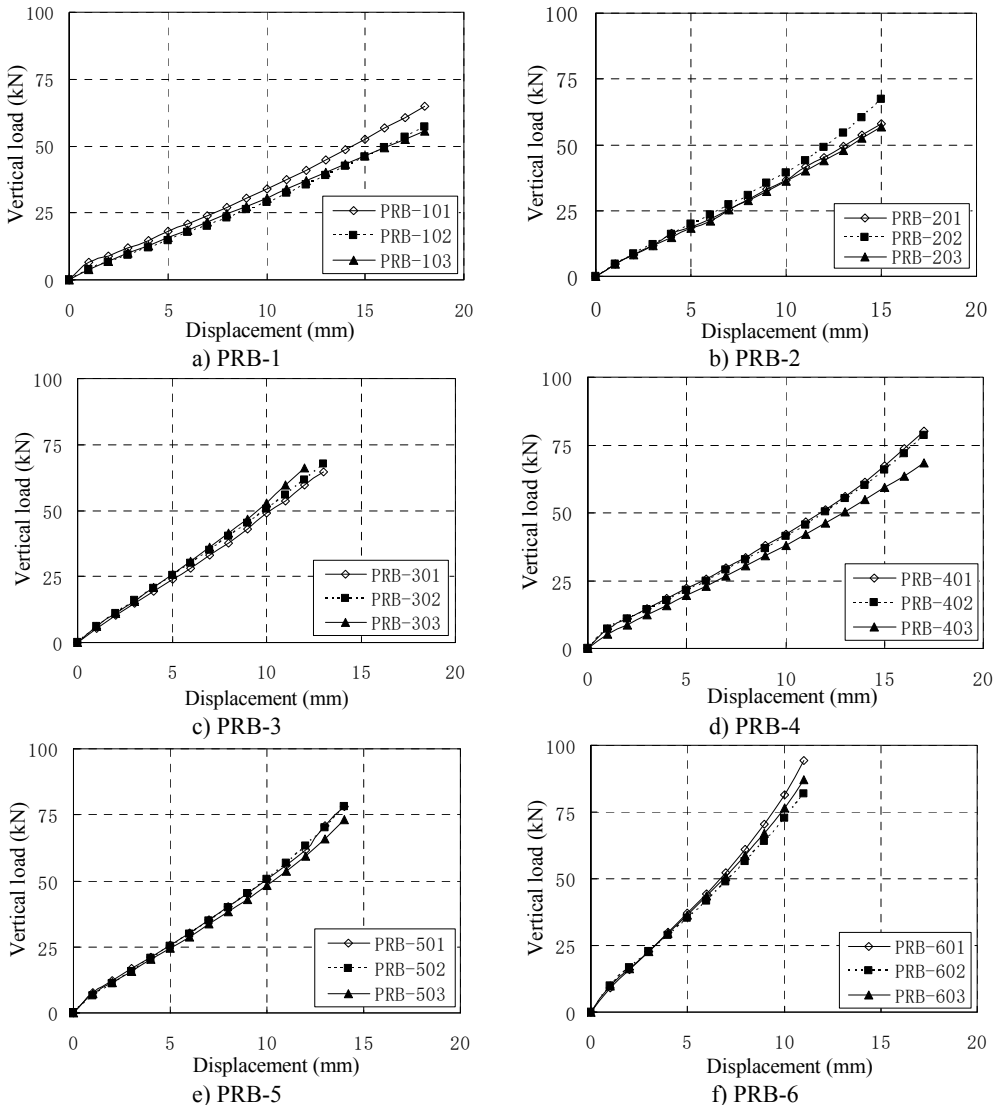 100
75
50
25
0
Vertical load (kN)
PRB-101
PRB-102
PRB-103
0 5 10 15 20
Displacement (mm)
a) PRB-1
100
75
50
25
0
Vertical load (kN)
PRB-201
PRB-202
PRB-203
0 5 10 15 20
Displacement (mm)
b) PRB-2
100
75
50
25
0
Vertical load (kN)
PRB-301
PRB-302
PRB-303
0 5 10 15 20
Displacement (mm)
c) PRB-3
100
75
50
25
0
Vertical load (kN)
PRB-401
PRB-402
PRB-403
0 5 10 15 20
Displacement (mm)
d) PRB-4
100
75
50
25
0
Vertical load (kN)
PRB-501
PRB-502
PRB-503
0 5 10 15 20
Displacement (mm)
e) PRB-5
100
75
50
25
0
Vertical load (kN)
PRB-601
PRB-602
PRB-603
0 5 10 15 20
Displacement (mm)
f) PRB-6